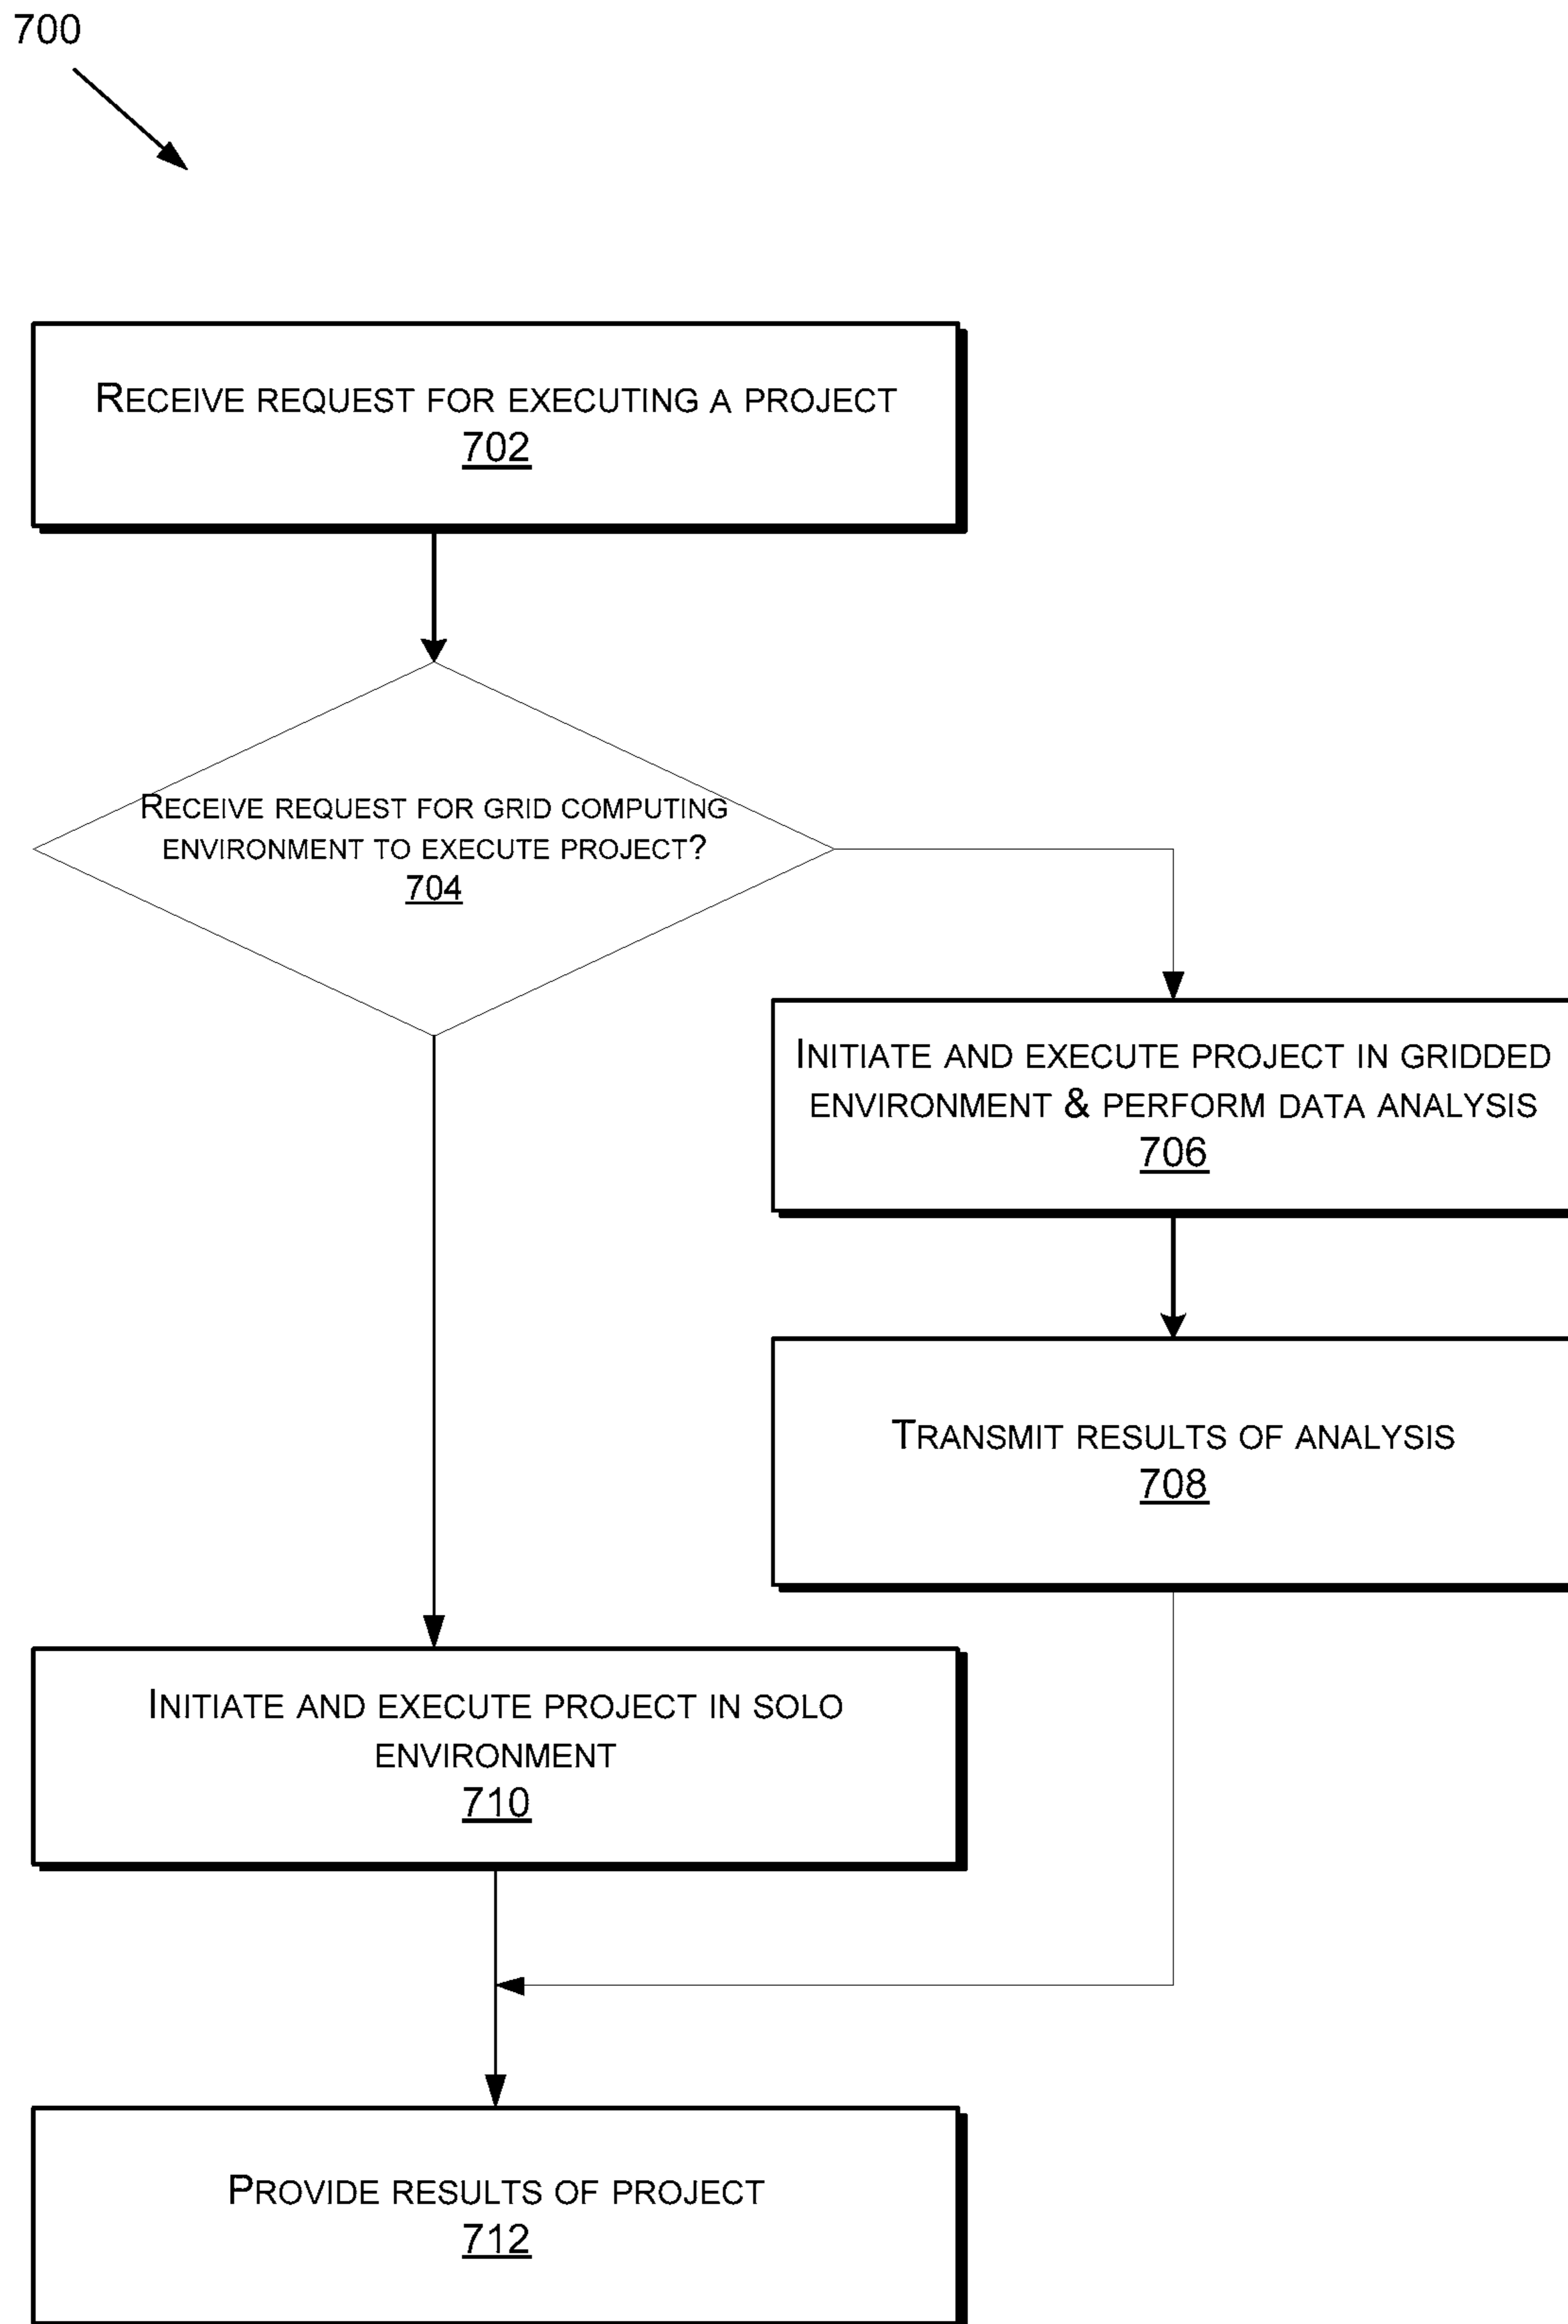 700
RECEIVE REQUEST FOR EXECUTING A PROJECT
702
RECEIVE REQUEST FOR GRID COMPUTING
ENVIRONMENT TO EXECUTE PROJECT?
704
INITIATE AND EXECUTE PROJECT IN GRIDDED
ENVIRONMENT & PERFORM DATA ANALYSIS
706
TRANSMIT RESULTS OF ANALYSIS
708
INITIATE AND EXECUTE PROJECT IN SOLO
ENVIRONMENT
710
PROVIDE RESULTS OF PROJECT
712